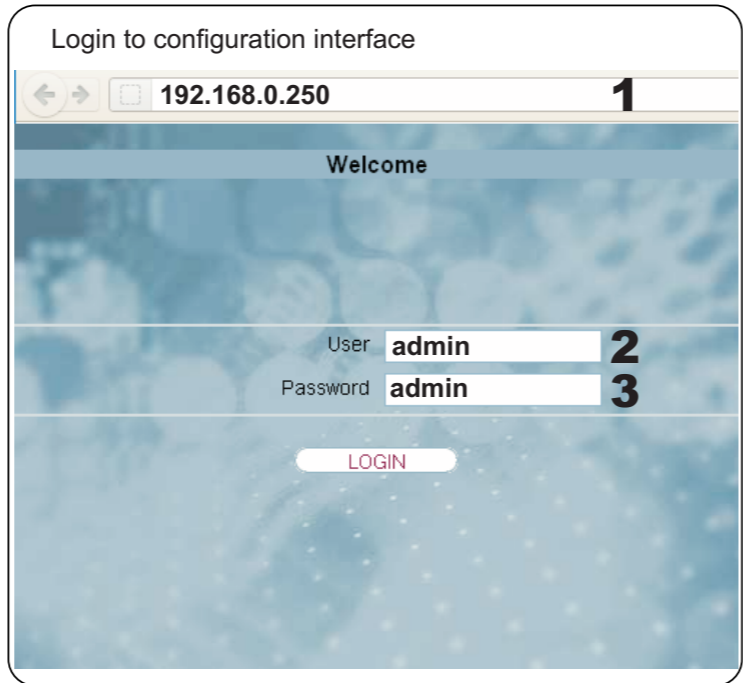 Login to configuration interface
192.168.0.250 1
Welcome
User admin 2
Password admin 3
LOGIN